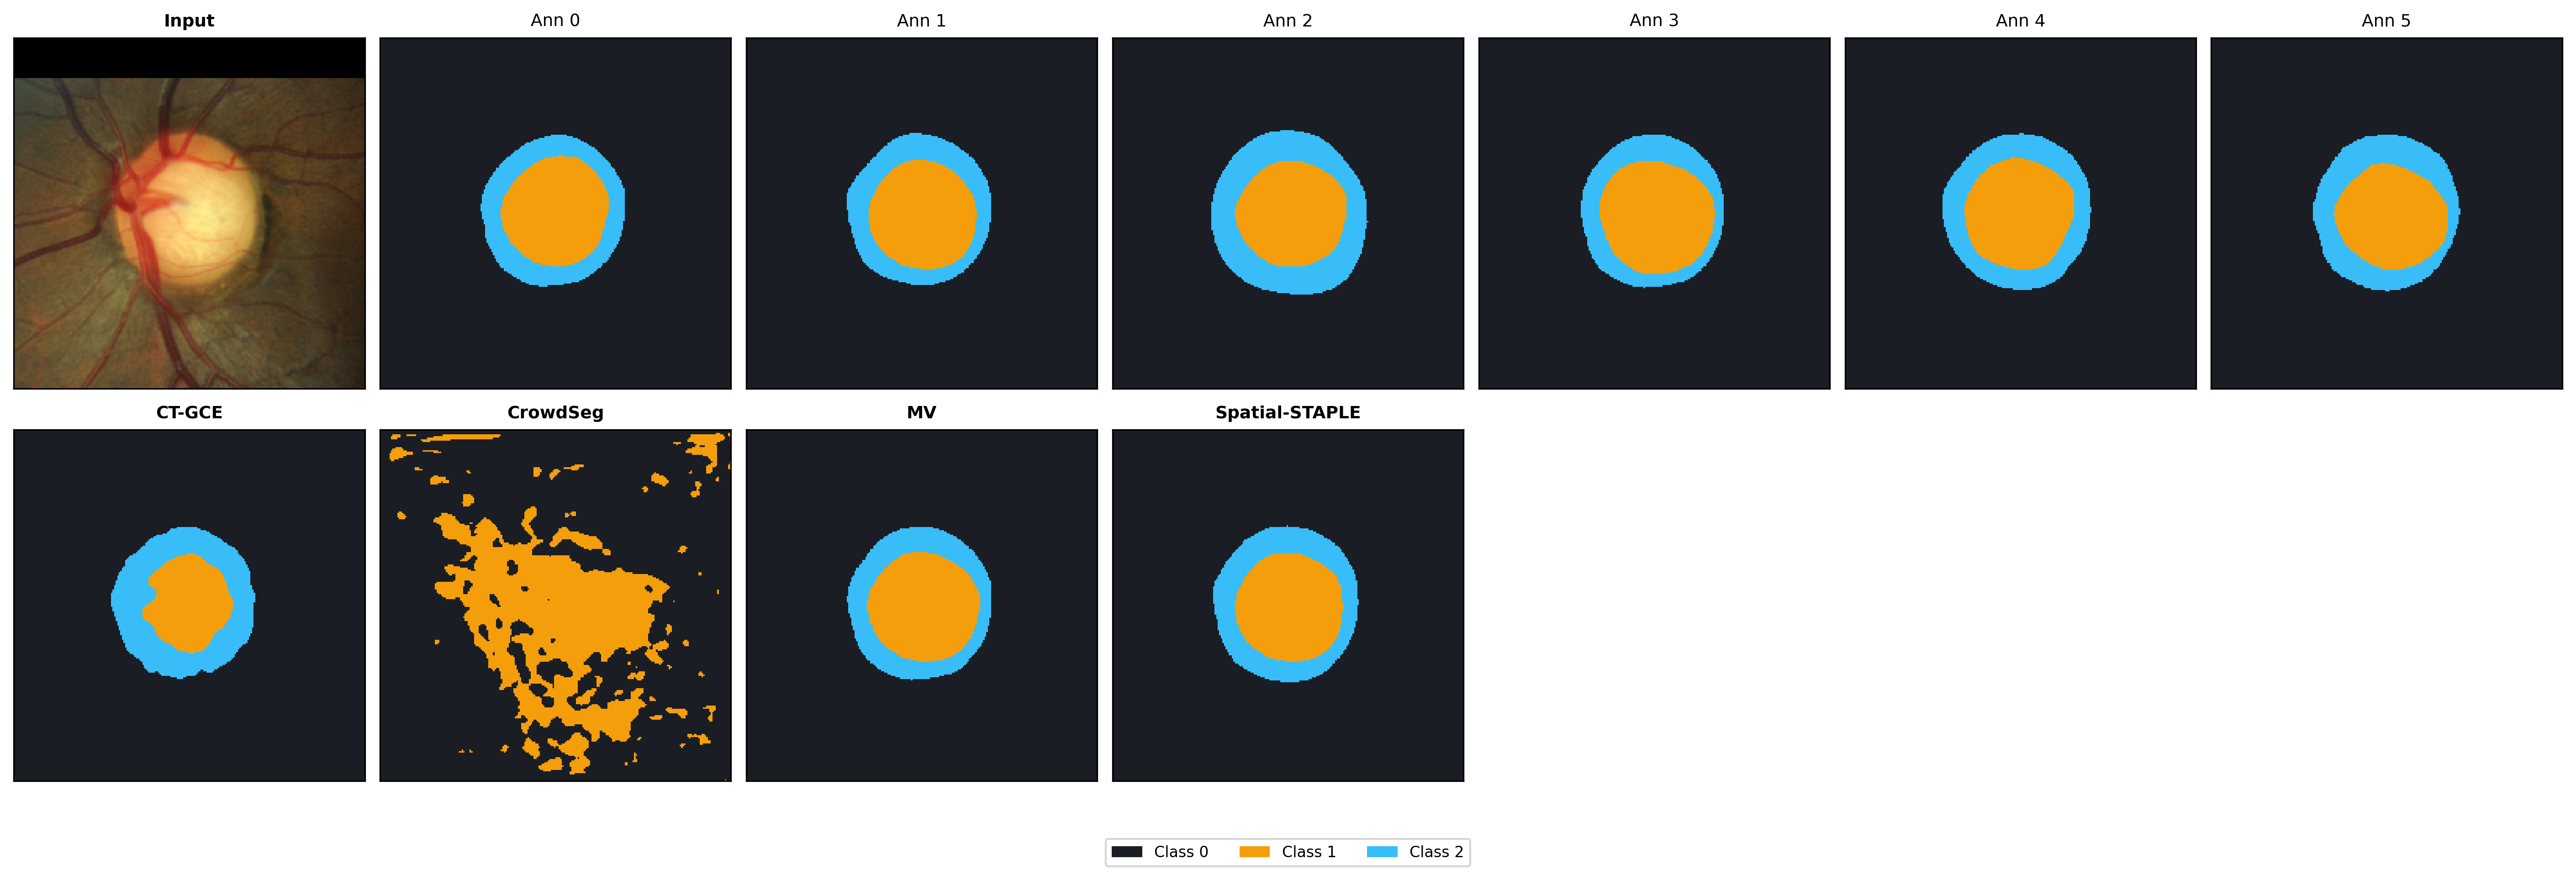 Input Ann 0 Ann 1 Ann 2 Ann 3 Ann 4 Ann 5
CT-GCE CrowdSeg MV Spatial-STAPLE
Class 0 Class 1 Class 2